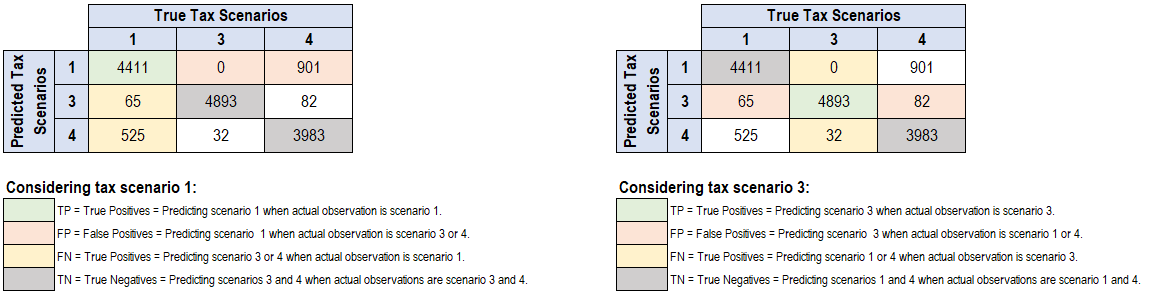 True Tax Scenarios
1 3 4
Predicted Tax
Scenarios
1 4411 0 901
3 65 4893 82
4 525 32 3983
Considering tax scenario 1:
TP = True Positives = Predicting scenario 1 when actual observation is scenario 1.
FP = False Positives = Predicting scenario  1 when actual observation is scenario 3 or 4.
FN = True Positives = Predicting scenario 3 or 4 when actual observation is scenario 1.
TN = True Negatives = Predicting scenarios 3 and 4 when actual observations are scenario 3 and 4.
True Tax Scenarios
1 3 4
Predicted Tax
Scenarios
1 4411 0 901
3 65 4893 82
4 525 32 3983
Considering tax scenario 3:
TP = True Positives = Predicting scenario 3 when actual observation is scenario 3.
FP = False Positives = Predicting scenario  3 when actual observation is scenario 1 or 4.
FN = True Positives = Predicting scenario 1 or 4 when actual observation is scenario 3.
TN = True Negatives = Predicting scenarios 1 and 4 when actual observations are scenario 1 and 4.